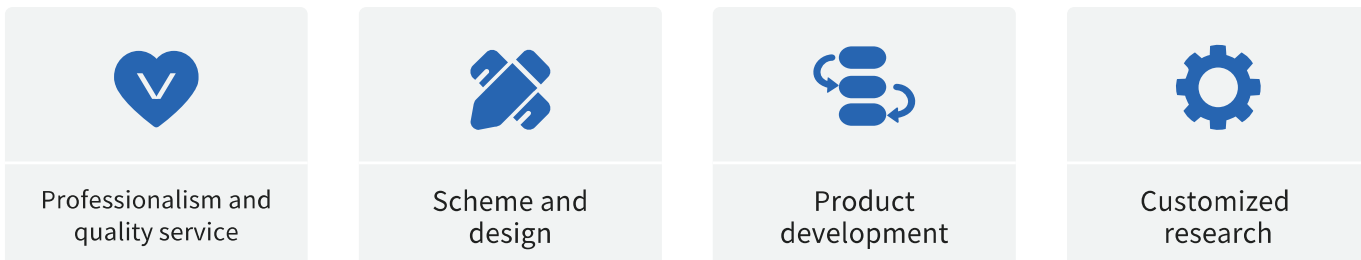 V
Professionalism and
quality service
Scheme and
design
Product
development
Customized
research